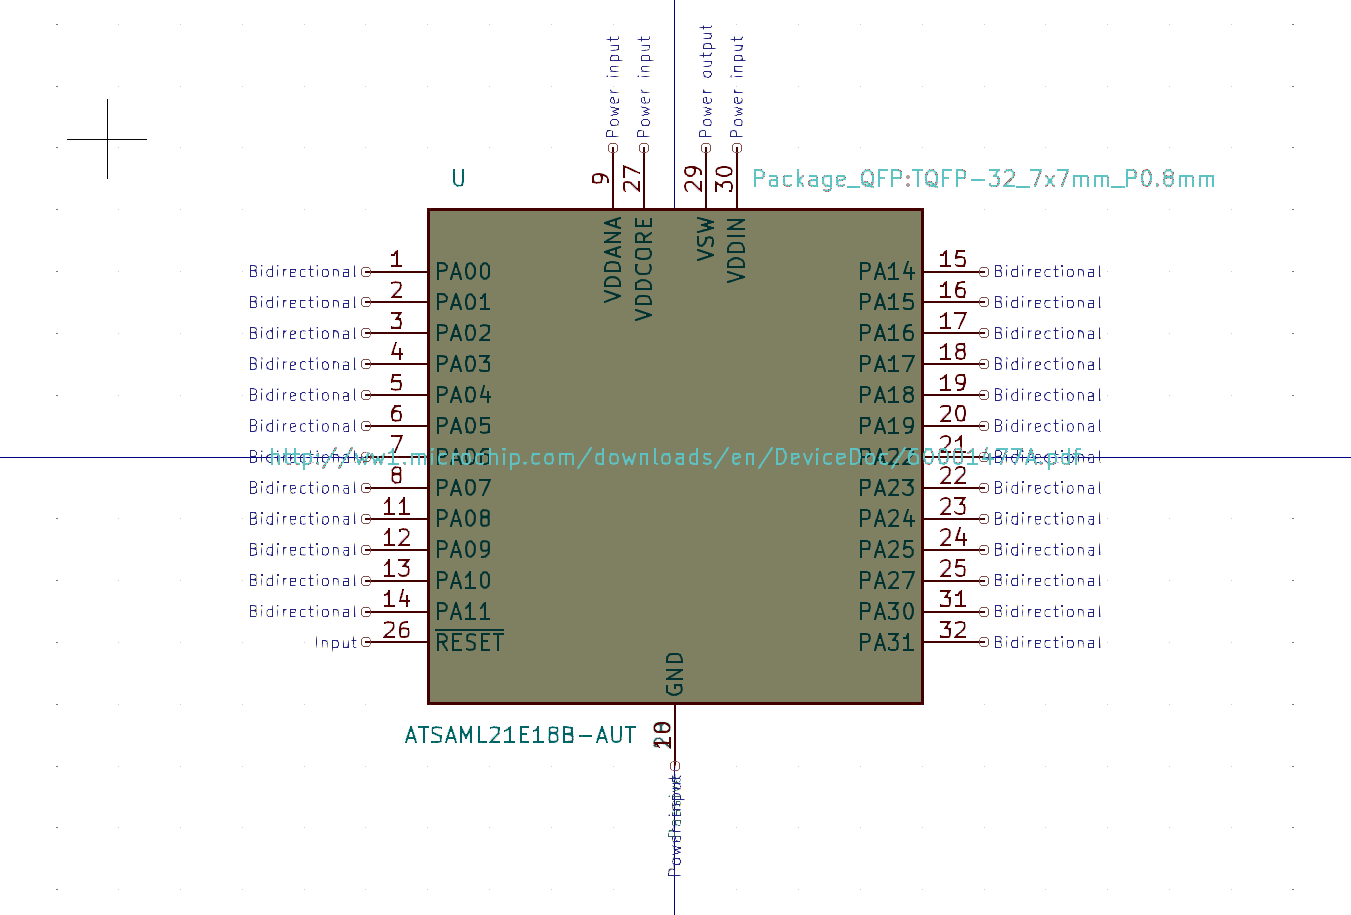 Power input
Power input
Power output
Power input
9
27
29
30
U
Package_QFP:TQFP-32_7x7mm_P0.8mm
VDDANA
VDDCORE
VSW
VDDIN
Bidirectional 1 PA00
PA14 15 Bidirectional
Bidirectional 2 PA01
PA15 16 Bidirectional
Bidirectional 3 PA02
PA16 17 Bidirectional
Bidirectional 4 PA03
PA17 18 Bidirectional
Bidirectional 5 PA04
PA18 19 Bidirectional
Bidirectional 6 PA05
PA19 20 Bidirectional
Bidirectional 7 PA06
http://ww1.microchip.com/downloads/en/DeviceDoc/60001477A.pdf
PA22 21 Bidirectional
Bidirectional 8 PA07
PA23 22 Bidirectional
Bidirectional 11 PA08
PA24 23 Bidirectional
Bidirectional 12 PA09
PA25 24 Bidirectional
Bidirectional 13 PA10
PA27 25 Bidirectional
Bidirectional 14 PA11
PA30 31 Bidirectional
Input 26 RESET
PA31 32 Bidirectional
GND
ATSAML21E18B-AUT
10
Power input